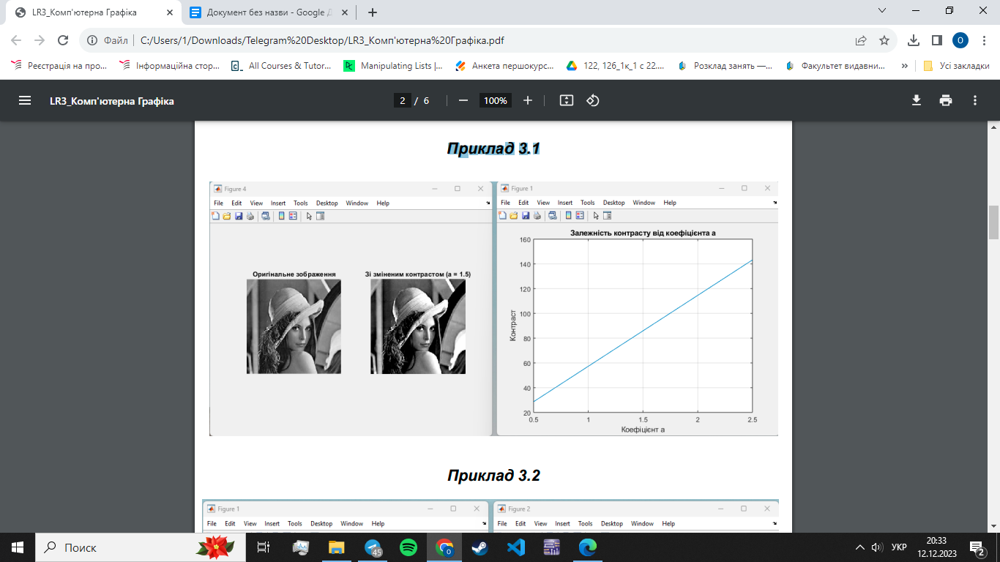 LR3_Комп'ютерна Графіка
Документ без назви - Google Д
Файл C:/Users/1/Downloads/Telegram%20Desktop/LR3_Комп'ютерна%20Графіка.pdf
О
Реєстрація на про...
Інформаційна стор...
All Courses & Tutor...
Manipulating Lists |...
Анкета першокурс...
122, 126_1к_1 с 22....
Розклад занять —...
Факультет видавни...
»
Усі закладки
LR3_Комп'ютерна Графіка
2 / 6
100%
Приклад 3.1
Figure 4
File Edit View Insert Tools Desktop Window Help
Оригінальне зображення
Зі зміненим контрастом (a = 1.5)
Figure 1
File Edit View Insert Tools Desktop Window Help
Залежність контрасту від коефіцієнта a
160
140
120
100
80
60
40
20
Контраст
0.5 1 1.5 2 2.5
Коефіцієнт a
Приклад 3.2
Figure 1
File Edit View Insert Tools Desktop Window Help
Figure 2
File Edit View Insert Tools Desktop Window Help
Поиск
45
О
УКР
20:33
12.12.2023
2